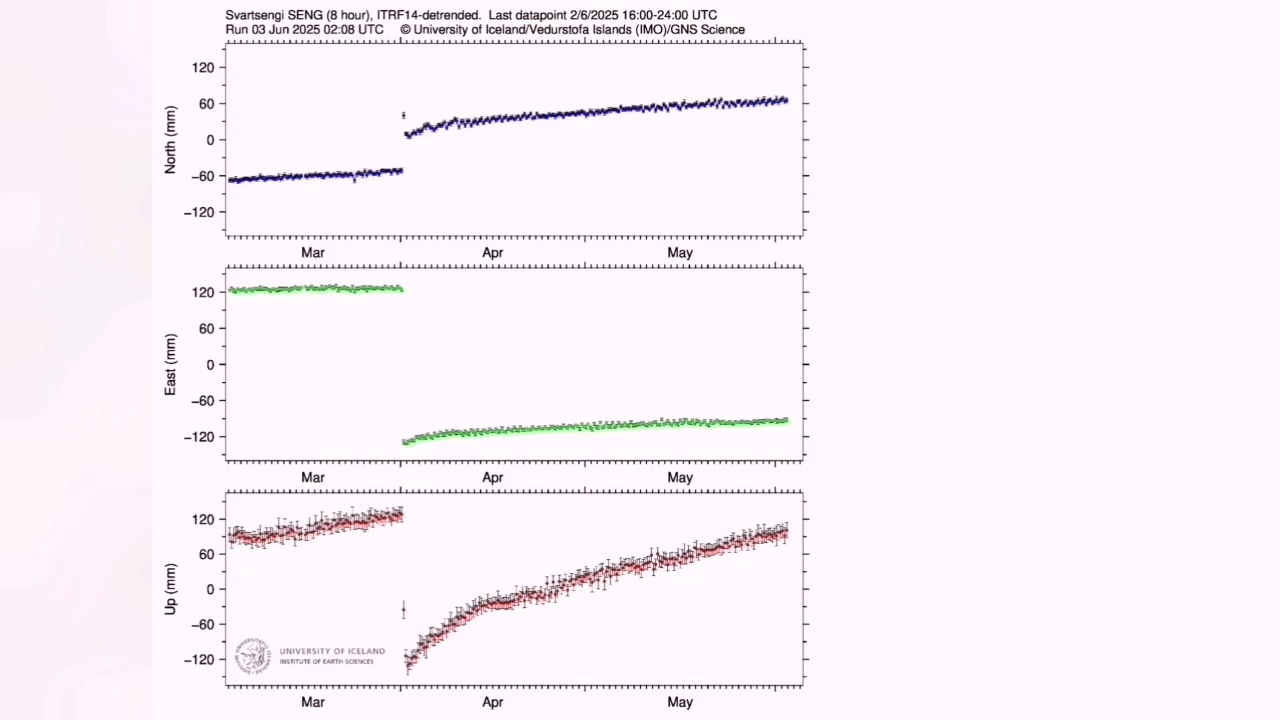 Svartsengi SENG (8 hour), ITRF14-detrended. Last datapoint 2/6/2025 16:00-24:00 UTC
Run 03 Jun 2025 02:08 UTC © University of Iceland/Vedurstofa Islands (IMO)/GNS Science
North (mm)
120
60
0
−60
−120
Mar Apr May
East (mm)
120
60
0
−60
−120
Mar Apr May
Up (mm)
120
60
0
−60
−120
UNIVERSITY OF ICELAND
INSTITUTE OF EARTH SCIENCES
Mar Apr May